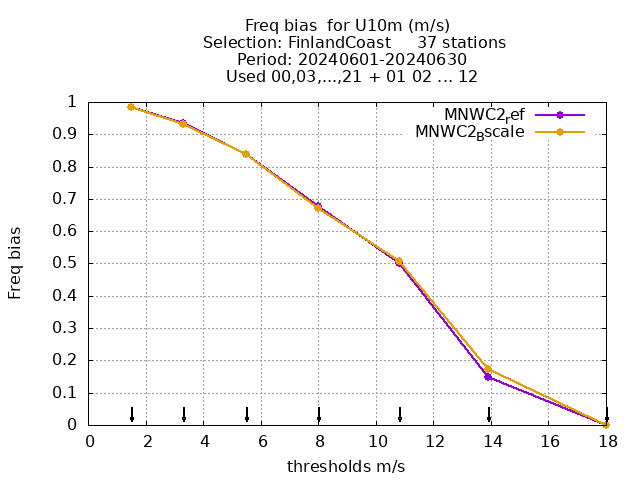 Freq bias  for U10m (m/s)
Selection: FinlandCoast     37 stations
Period: 20240601-20240630
Used 00,03,...,21 + 01 02 ... 12
MNWC2_ref
MNWC2_Bscale
1
0.9
0.8
0.7
0.6
0.5
0.4
0.3
0.2
0.1
0
Freq bias
0 2 4 6 8 10 12 14 16 18
thresholds m/s